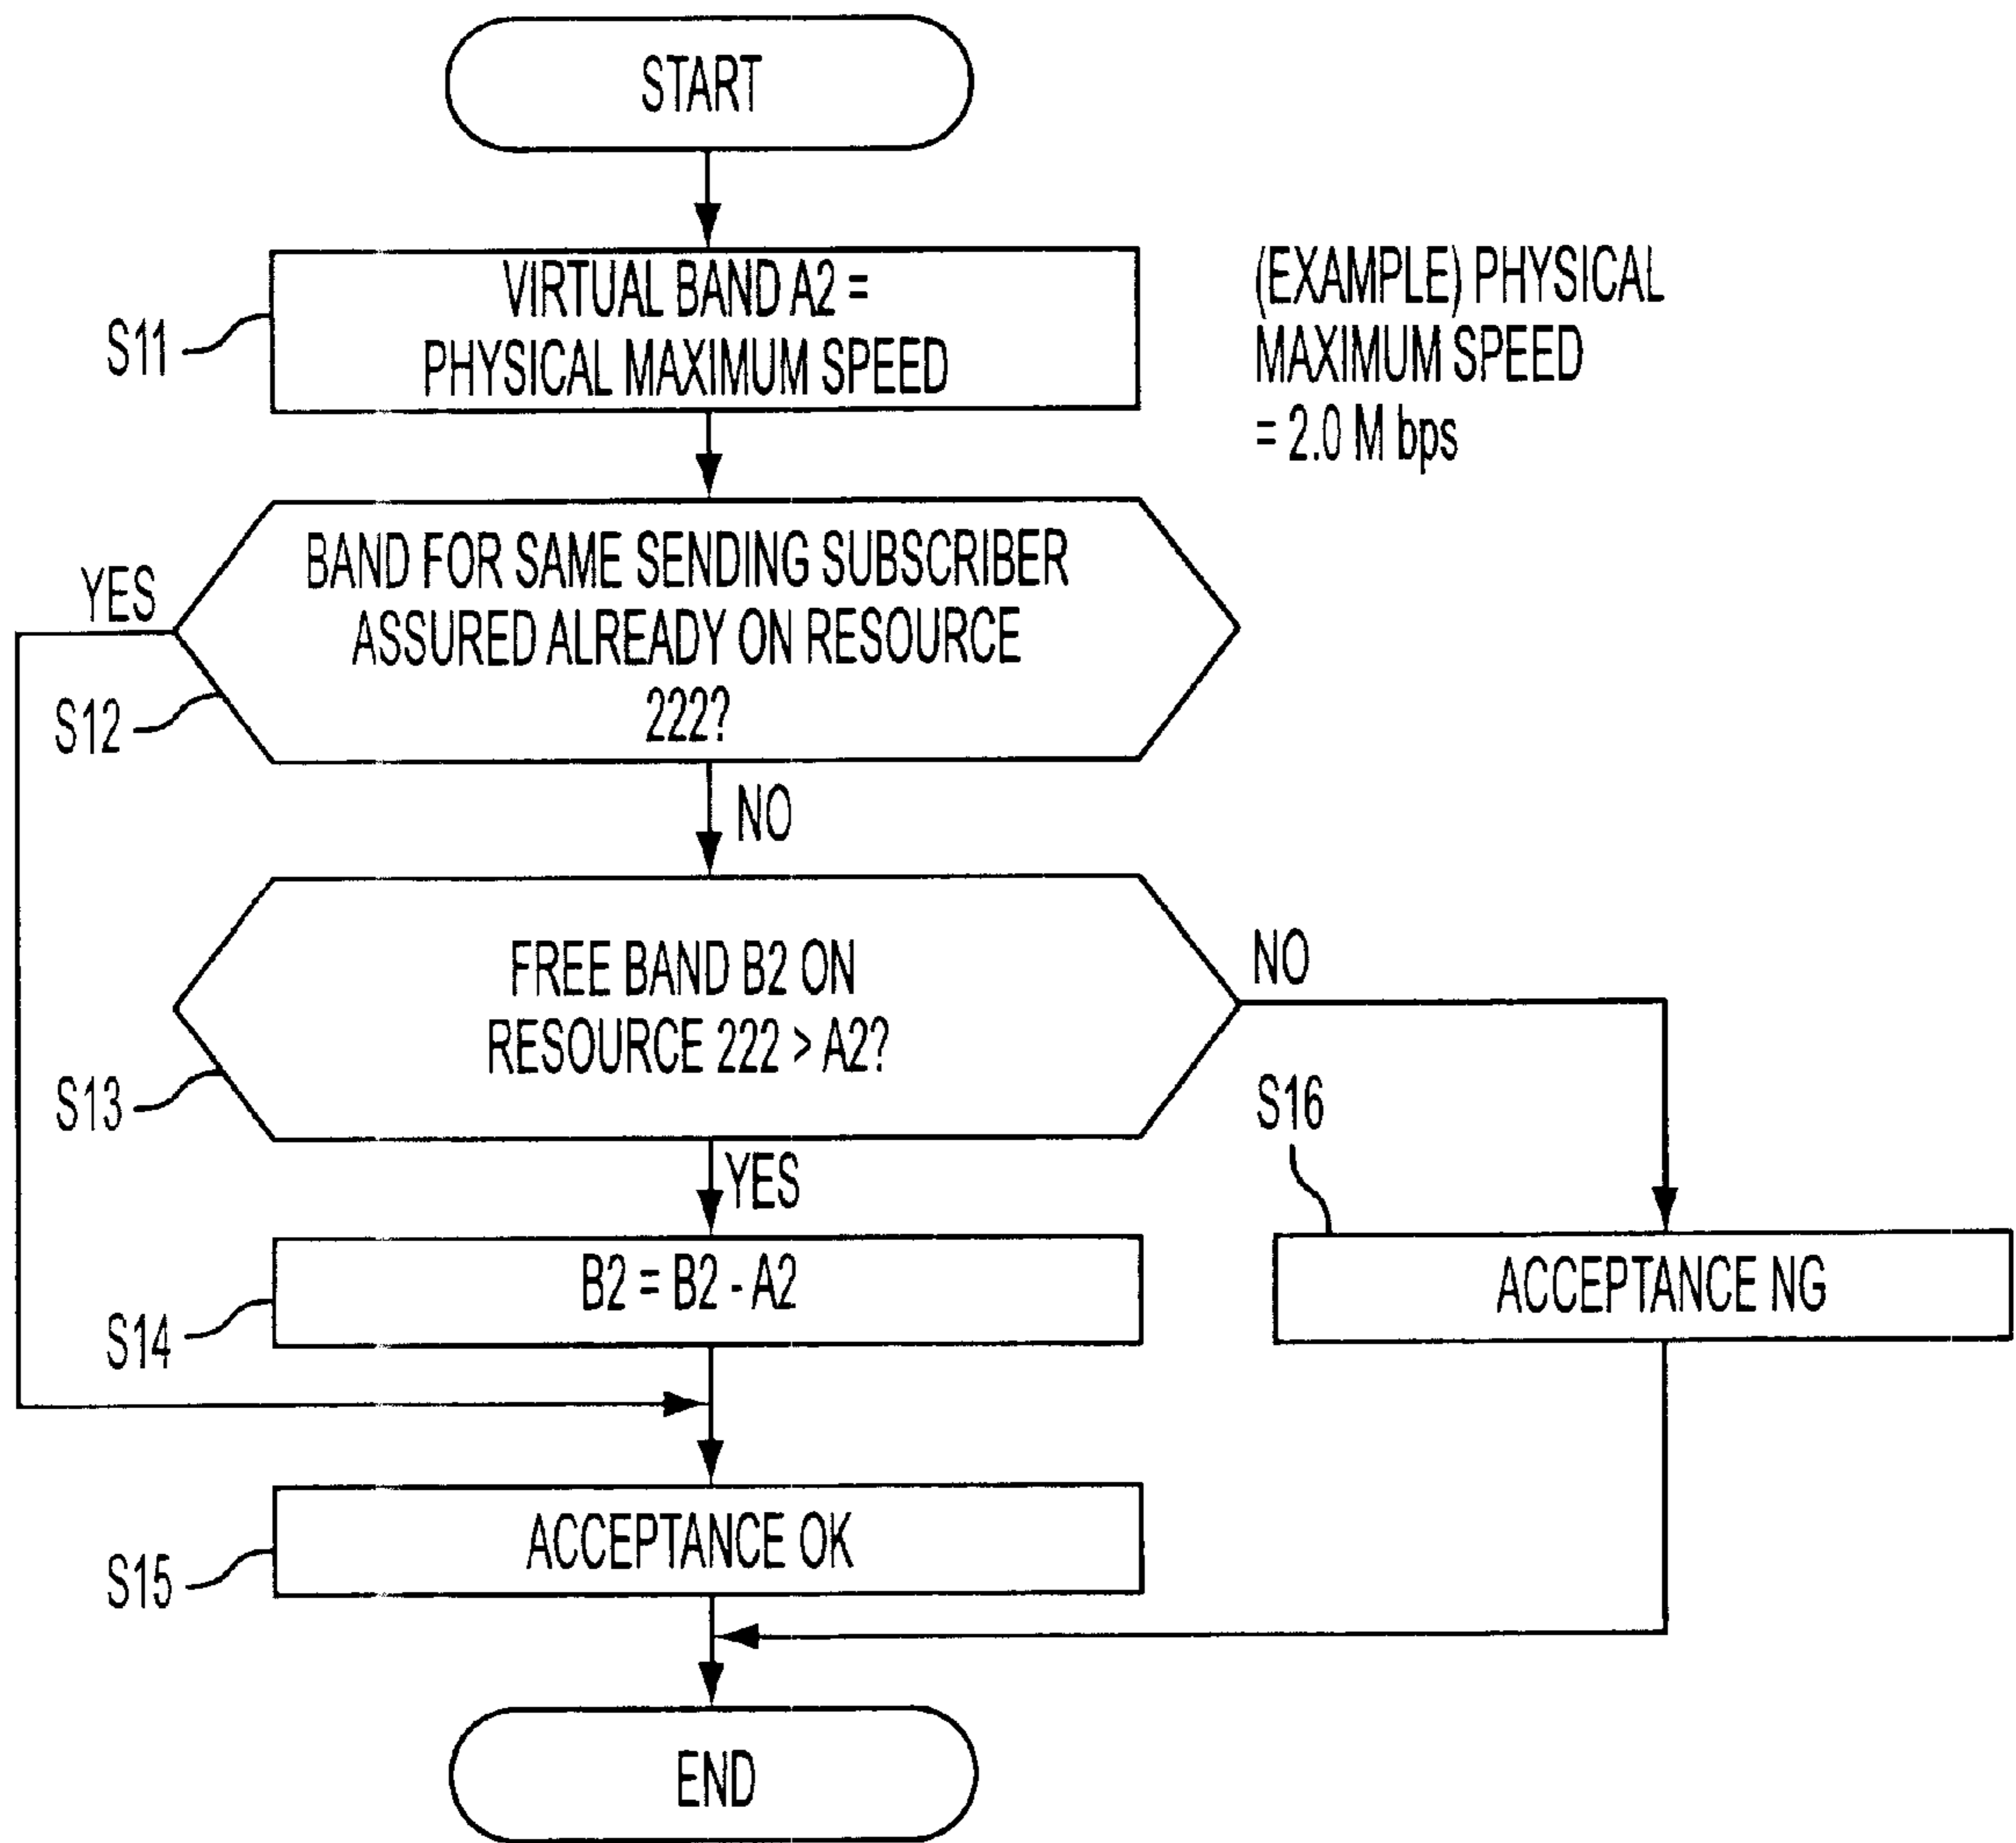 START
VIRTUAL BAND A2 =
PHYSICAL MAXIMUM SPEED
S11
(EXAMPLE) PHYSICAL
MAXIMUM SPEED
= 2.0 M bps
BAND FOR SAME SENDING SUBSCRIBER
ASSURED ALREADY ON RESOURCE
222?
YES
S12
NO
FREE BAND B2 ON
RESOURCE 222 > A2?
NO
S13
S16
YES
B2 = B2 - A2
S14
ACCEPTANCE NG
ACCEPTANCE OK
S15
END